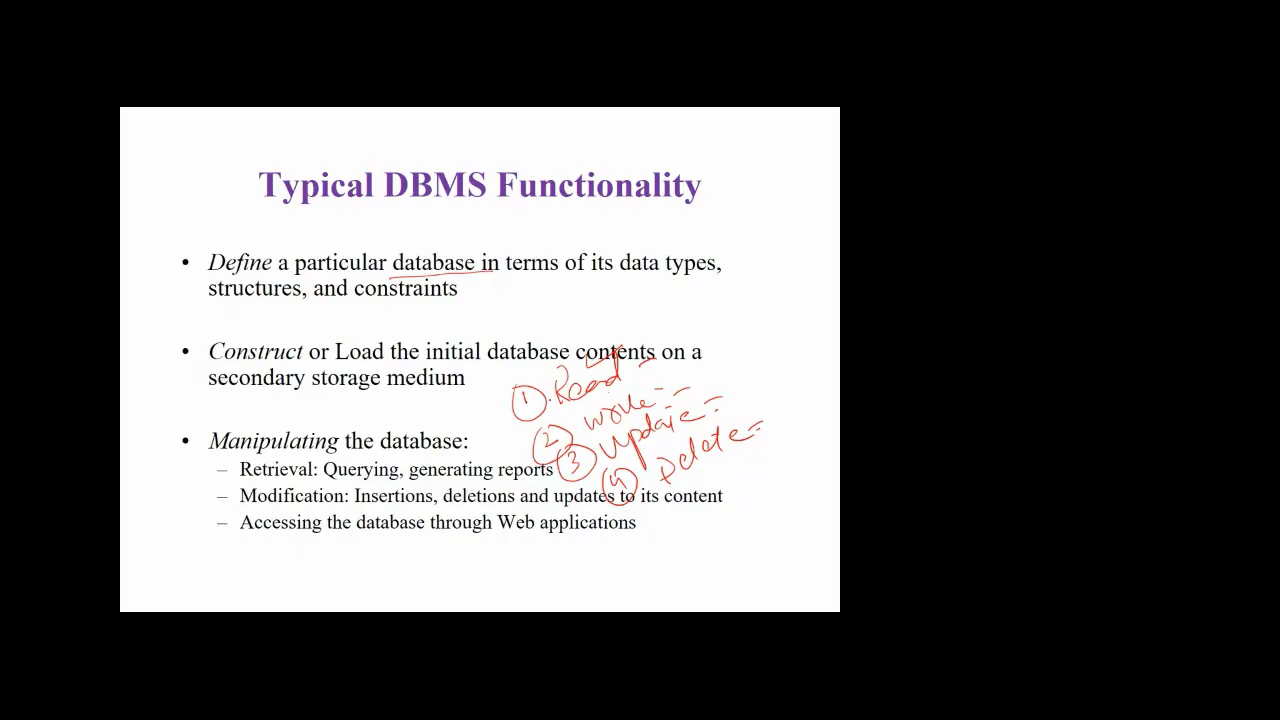 Typical DBMS Functionality
• Define a particular database in terms of its data types,
structures, and constraints
• Construct or Load the initial database contents on a
secondary storage medium
① Read
② Write
③ Update
④ Delete
• Manipulating the database:
– Retrieval: Querying, generating reports
– Modification: Insertions, deletions and updates to its content
– Accessing the database through Web applications